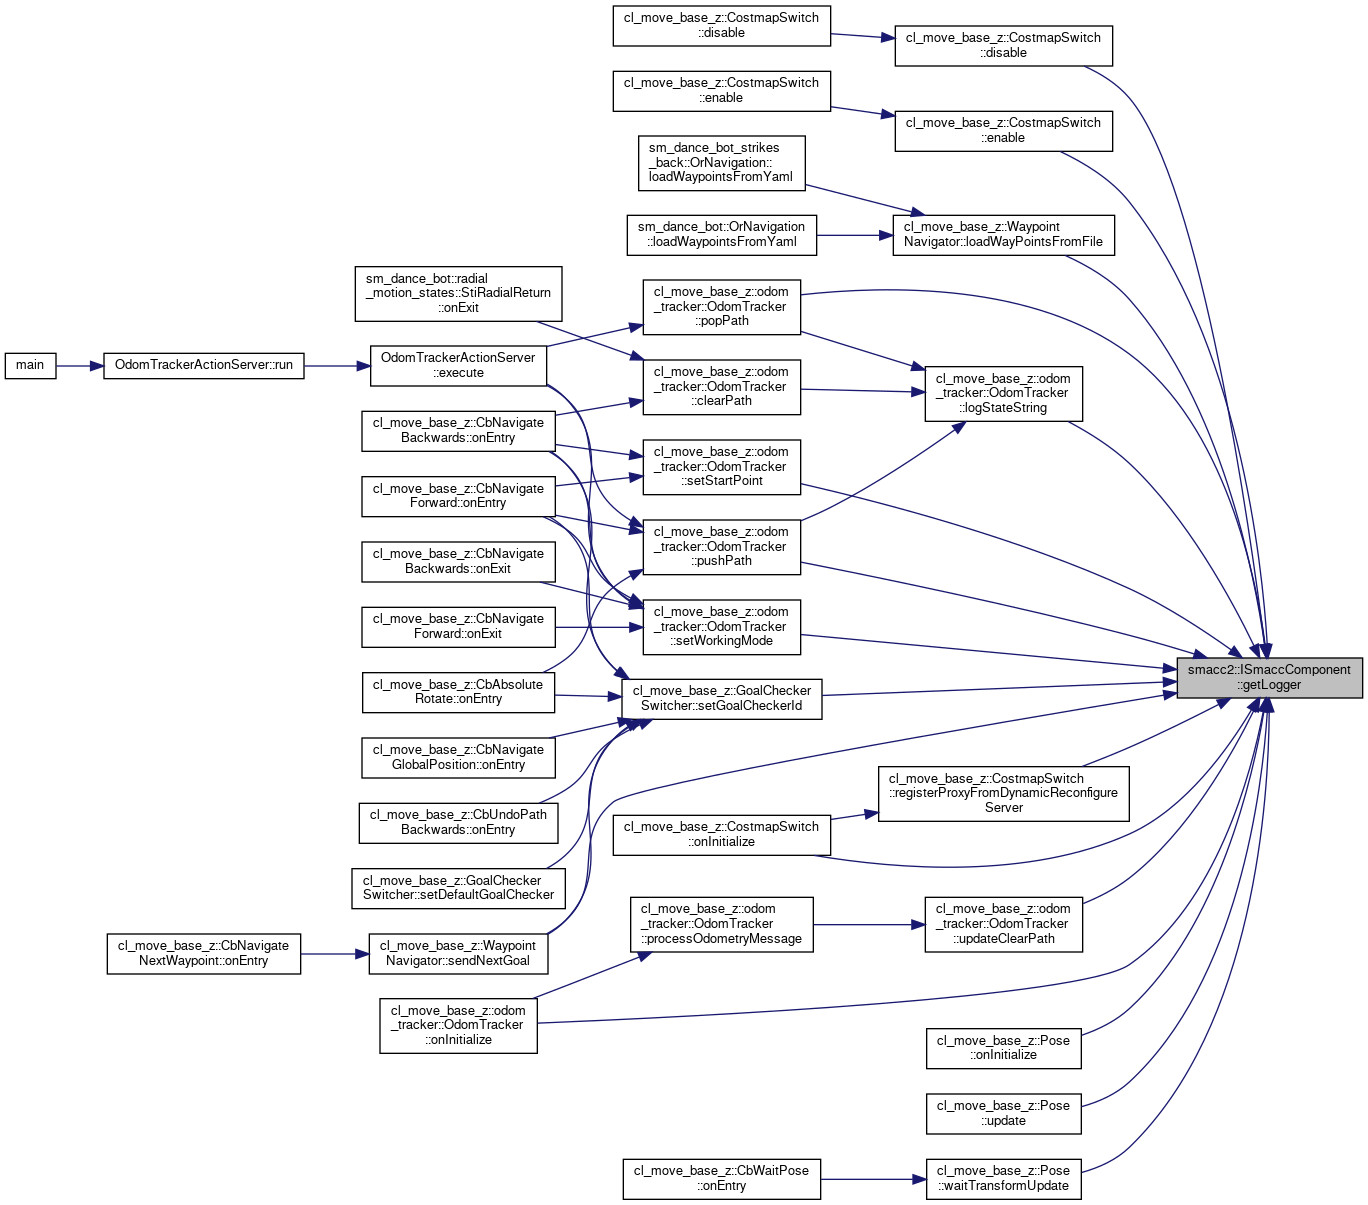 cl_move_base_z::CostmapSwitch
::disable
cl_move_base_z::CostmapSwitch
::disable
cl_move_base_z::CostmapSwitch
::enable
cl_move_base_z::CostmapSwitch
::enable
sm_dance_bot_strikes
_back::OrNavigation::
loadWaypointsFromYaml
sm_dance_bot::OrNavigation
::loadWaypointsFromYaml
cl_move_base_z::Waypoint
Navigator::loadWayPointsFromFile
sm_dance_bot::radial
_motion_states::StiRadialReturn
::onExit
cl_move_base_z::odom
_tracker::OdomTracker
::popPath
main
OdomTrackerActionServer::run
OdomTrackerActionServer
::execute
cl_move_base_z::odom
_tracker::OdomTracker
::clearPath
cl_move_base_z::odom
_tracker::OdomTracker
::logStateString
cl_move_base_z::CbNavigate
Backwards::onEntry
cl_move_base_z::odom
_tracker::OdomTracker
::setStartPoint
cl_move_base_z::CbNavigate
Forward::onEntry
cl_move_base_z::odom
_tracker::OdomTracker
::pushPath
cl_move_base_z::CbNavigate
Backwards::onExit
cl_move_base_z::CbNavigate
Forward::onExit
cl_move_base_z::odom
_tracker::OdomTracker
::setWorkingMode
cl_move_base_z::CbAbsolute
Rotate::onEntry
cl_move_base_z::GoalChecker
Switcher::setGoalCheckerId
smacc2::ISmaccComponent
::getLogger
cl_move_base_z::CbNavigate
GlobalPosition::onEntry
cl_move_base_z::CostmapSwitch
::registerProxyFromDynamicReconfigure
Server
cl_move_base_z::CbUndoPath
Backwards::onEntry
cl_move_base_z::CostmapSwitch
::onInitialize
cl_move_base_z::GoalChecker
Switcher::setDefaultGoalChecker
cl_move_base_z::odom
_tracker::OdomTracker
::processOdometryMessage
cl_move_base_z::odom
_tracker::OdomTracker
::updateClearPath
cl_move_base_z::CbNavigate
NextWaypoint::onEntry
cl_move_base_z::Waypoint
Navigator::sendNextGoal
cl_move_base_z::odom
_tracker::OdomTracker
::onInitialize
cl_move_base_z::Pose
::onInitialize
cl_move_base_z::Pose
::update
cl_move_base_z::CbWaitPose
::onEntry
cl_move_base_z::Pose
::waitTransformUpdate